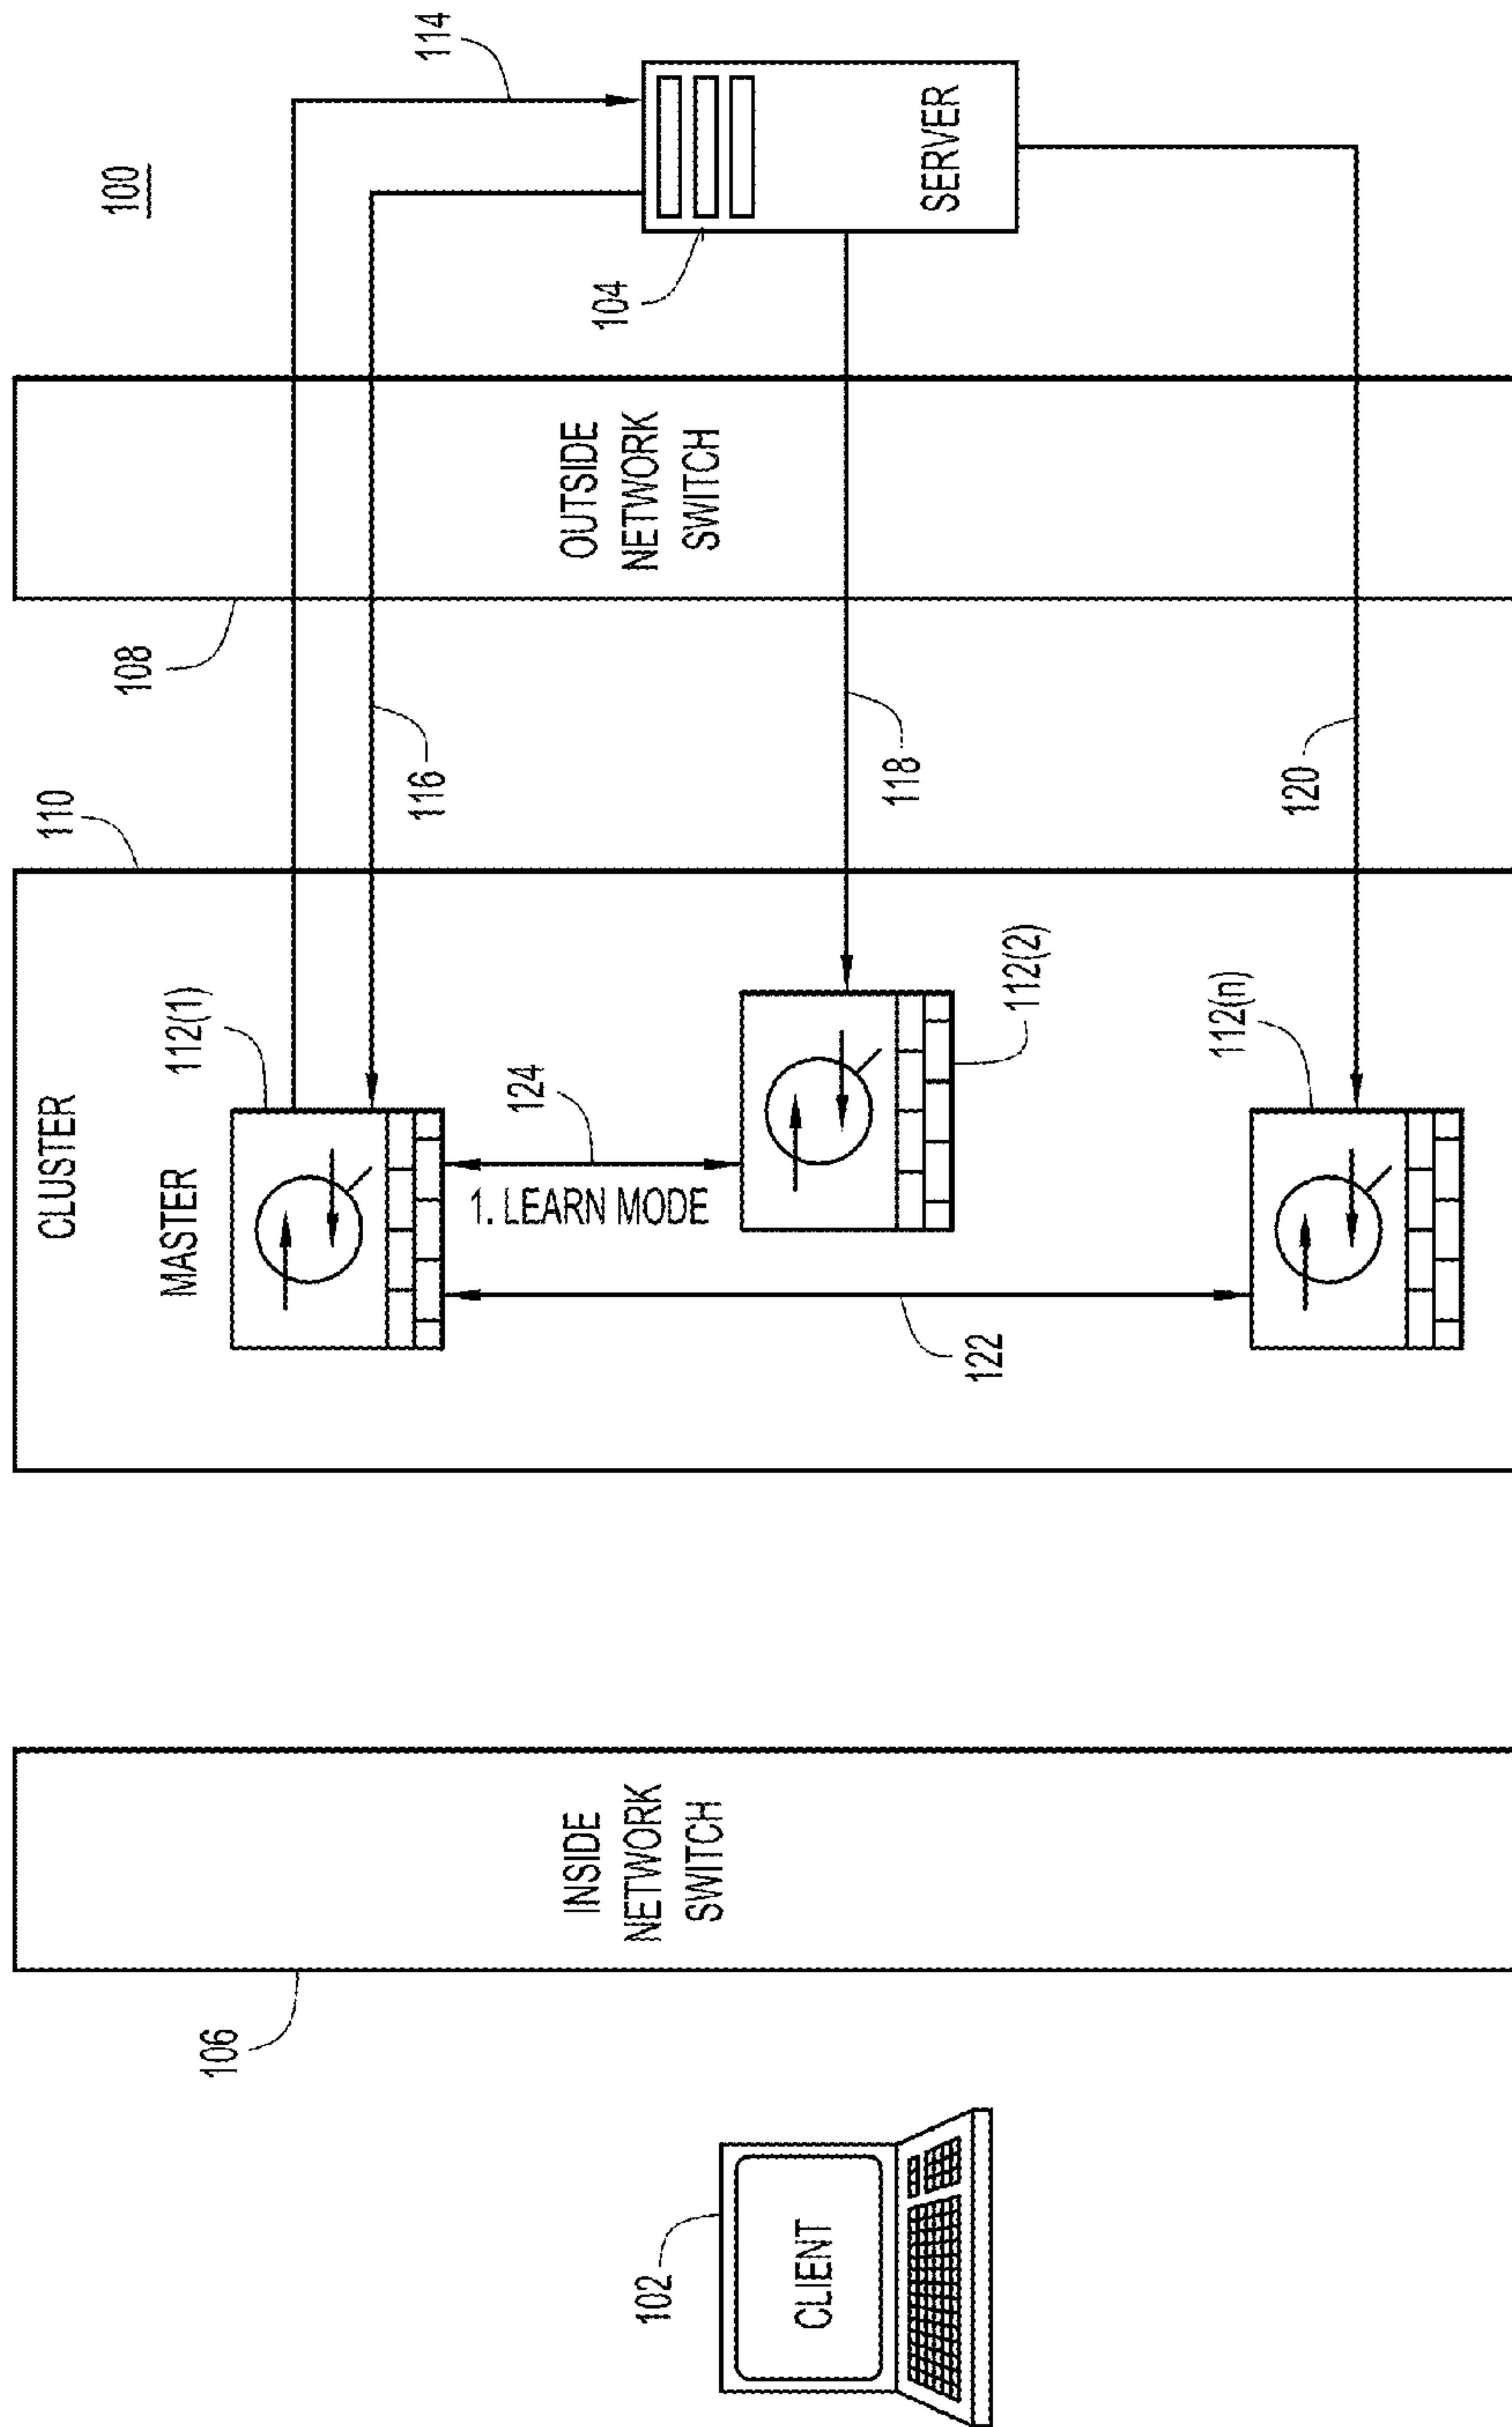 100
CLUSTER
MASTER
110
108
106
112(1)
114
116
1. LEARN MODE
124
122
112(2)
118
112(n)
120
104
SERVER
OUTSIDE
NETWORK
SWITCH
INSIDE
NETWORK
SWITCH
102
CLIENT